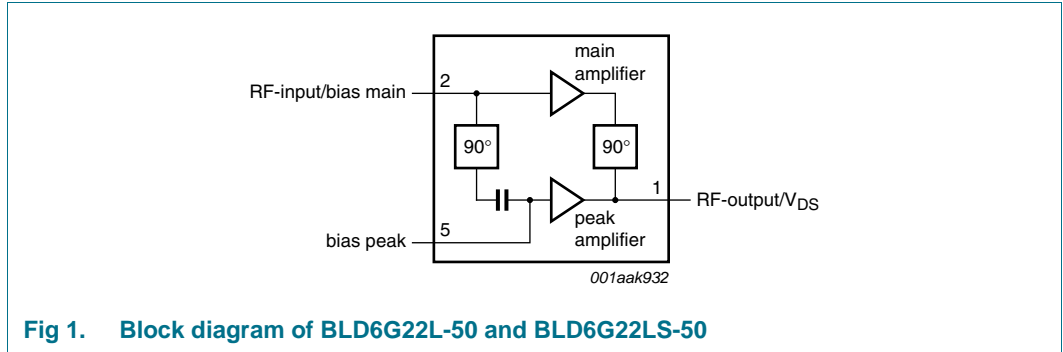 main
amplifier
2
RF-input/bias main
90°
90°
1
RF-output/VDS
peak
amplifier
5
bias peak
001aak932
Fig 1. Block diagram of BLD6G22L-50 and BLD6G22LS-50